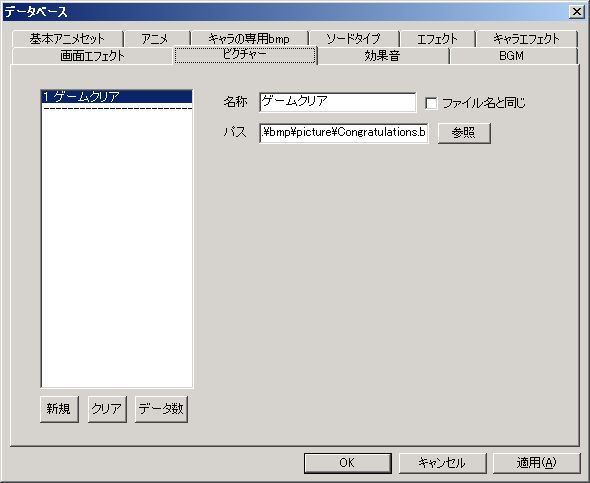 データベース
基本アニメセット アニメ キャラの専用bmp ソードタイプ エフェクト キャラエフェクト
画面エフェクト ピクチャー 効果音 BGM
1 ゲームクリア
名称 ゲームクリア ファイル名と同じ
パス .¥bmp¥picture¥Congratulations.b 参照
新規 クリア データ数
OK キャンセル 適用(A)